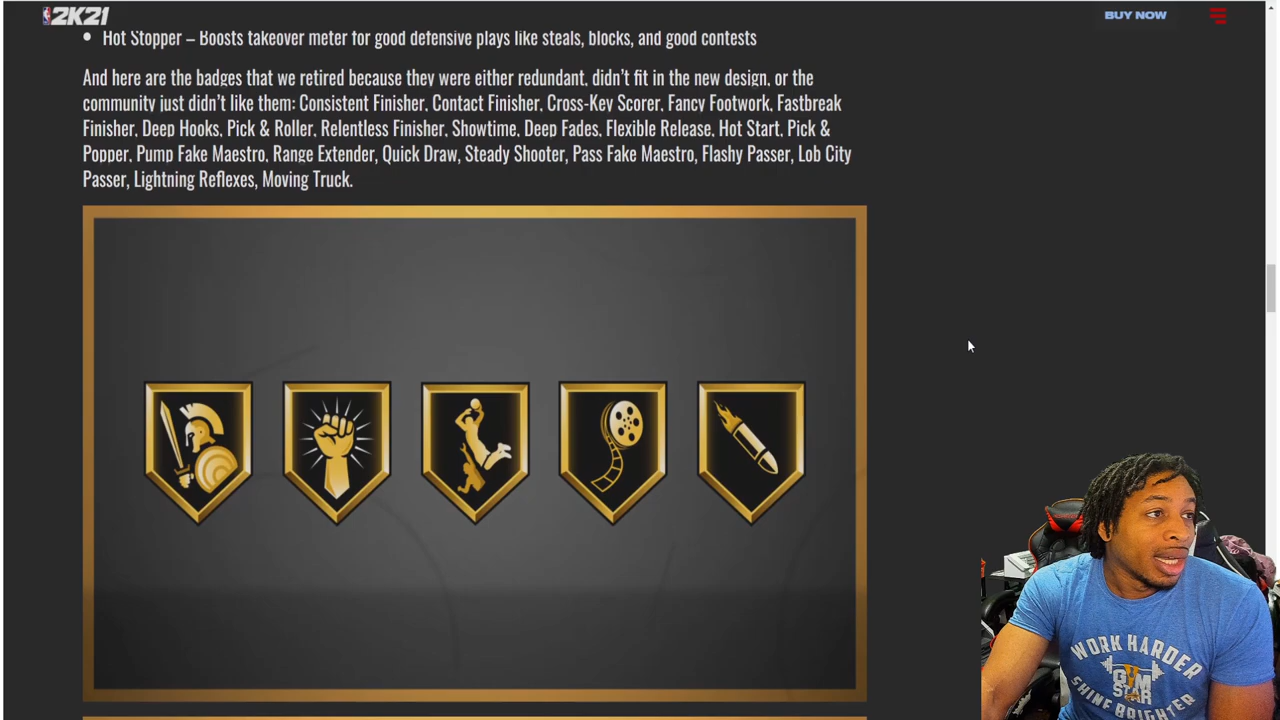 2K21
BUY NOW
• Hot Stopper – Boosts takeover meter for good defensive plays like steals, blocks, and good contests
And here are the badges that we retired because they were either redundant, didn't fit in the new design, or the
community just didn't like them: Consistent Finisher, Contact Finisher, Cross-Key Scorer, Fancy Footwork, Fastbreak
Finisher, Deep Hooks, Pick & Roller, Relentless Finisher, Showtime, Deep Fades, Flexible Release, Hot Start, Pick &
Popper, Pump Fake Maestro, Range Extender, Quick Draw, Steady Shooter, Pass Fake Maestro, Flashy Passer, Lob City
Passer, Lightning Reflexes, Moving Truck.
WORK HARDER
GYM
STAR
SHINE BRIGHTER